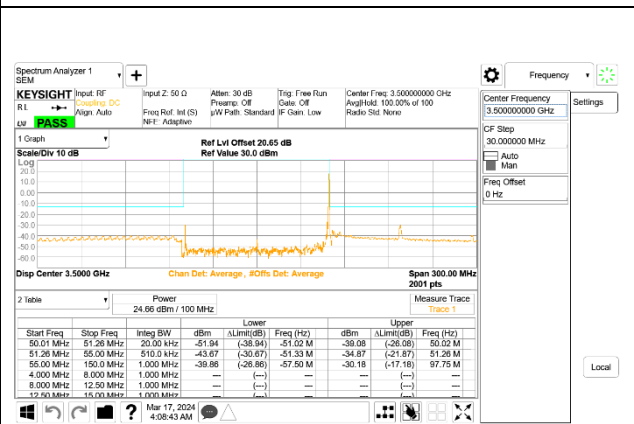 Spectrum Analyzer 1
SEM
+
Frequency
KEYSIGHT
Input: RF
Coupling: DC
Align: Auto
Input Z: 50 Ω
Freq Ref: Int (S)
NFE: Adaptive
Atten: 30 dB
Preamp: Off
µW Path: Standard
Trig: Free Run
Gate: Off
IF Gain: Low
Center Freq: 3.500000000 GHz
Avg|Hold: 100.00% of 100
Radio Std: None
RL
LW PASS
Center Frequency
3.500000000 GHz
Settings
CF Step
30.000000 MHz
Auto
Man
Freq Offset
0 Hz
Local
1 Graph
Scale/Div 10 dB
Ref Lvl Offset 20.65 dB
Ref Value 30.0 dBm
Log
20.0
10.0
0.00
-10.0
-20.0
-30.0
-40.0
-50.0
-60.0
Disp Center 3.5000 GHz
Chan Det: Average , #Offs Det: Average
Span 300.00 MHz
2001 pts
2 Table
Power
24.66 dBm / 100 MHz
Measure Trace
Trace 1
Lower Upper
Start Freq Stop Freq Integ BW dBm ΔLimit(dB) Freq (Hz) dBm ΔLimit(dB) Freq (Hz)
50.01 MHz 51.26 MHz 20.00 kHz -51.94 (-38.94) -51.02 M -39.08 (-26.08) 50.02 M
51.26 MHz 55.00 MHz 510.0 kHz -43.67 (-30.67) -51.33 M -34.87 (-21.87) 51.26 M
55.00 MHz 150.0 MHz 1.000 MHz -39.86 (-26.86) -57.50 M -30.18 (-17.18) 97.75 M
4.000 MHz 8.000 MHz 1.000 MHz --- (---) --- --- (---) ---
8.000 MHz 12.50 MHz 1.000 MHz --- (---) --- --- (---) ---
12.50 MHz 15.00 MHz 1.000 MHz --- (---) --- --- (---) ---
?
Mar 17, 2024
4:08:43 AM